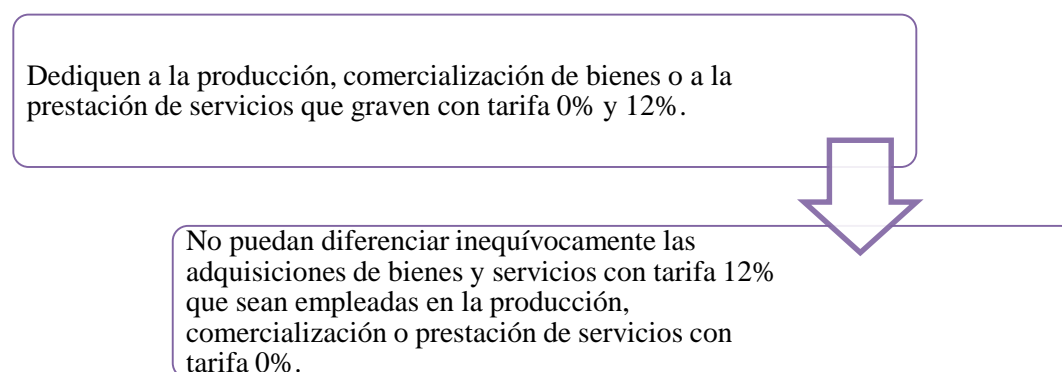 Dediquen a la producción, comercialización de bienes o a la
prestación de servicios que graven con tarifa 0% y 12%.
No puedan diferenciar inequívocamente las
adquisiciones de bienes y servicios con tarifa 12%
que sean empleadas en la producción,
comercialización o prestación de servicios con
tarifa 0%.